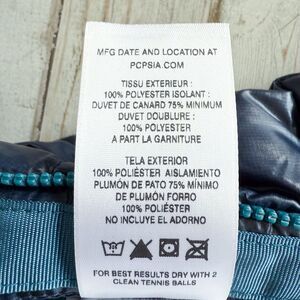 MFG DATE AND LOCATION AT
PCPSIA.COM
TISSU EXTERIEUR :
100% POLYESTER ISOLANT :
DUVET DE CANARD 75% MINIMUM
DUVET DOUBLURE :
100% POLYESTER
A PART LA GARNITURE
TELA EXTERIOR
100% POLIÉSTER AISLAMIENTO
PLUMÓN DE PATO 75% MÍNIMO
DE PLUMÓN FORRO
100% POLIÉSTER
NO INCLUYE EL ADORNO
FOR BEST RESULTS DRY WITH 2
CLEAN TENNIS BALLS